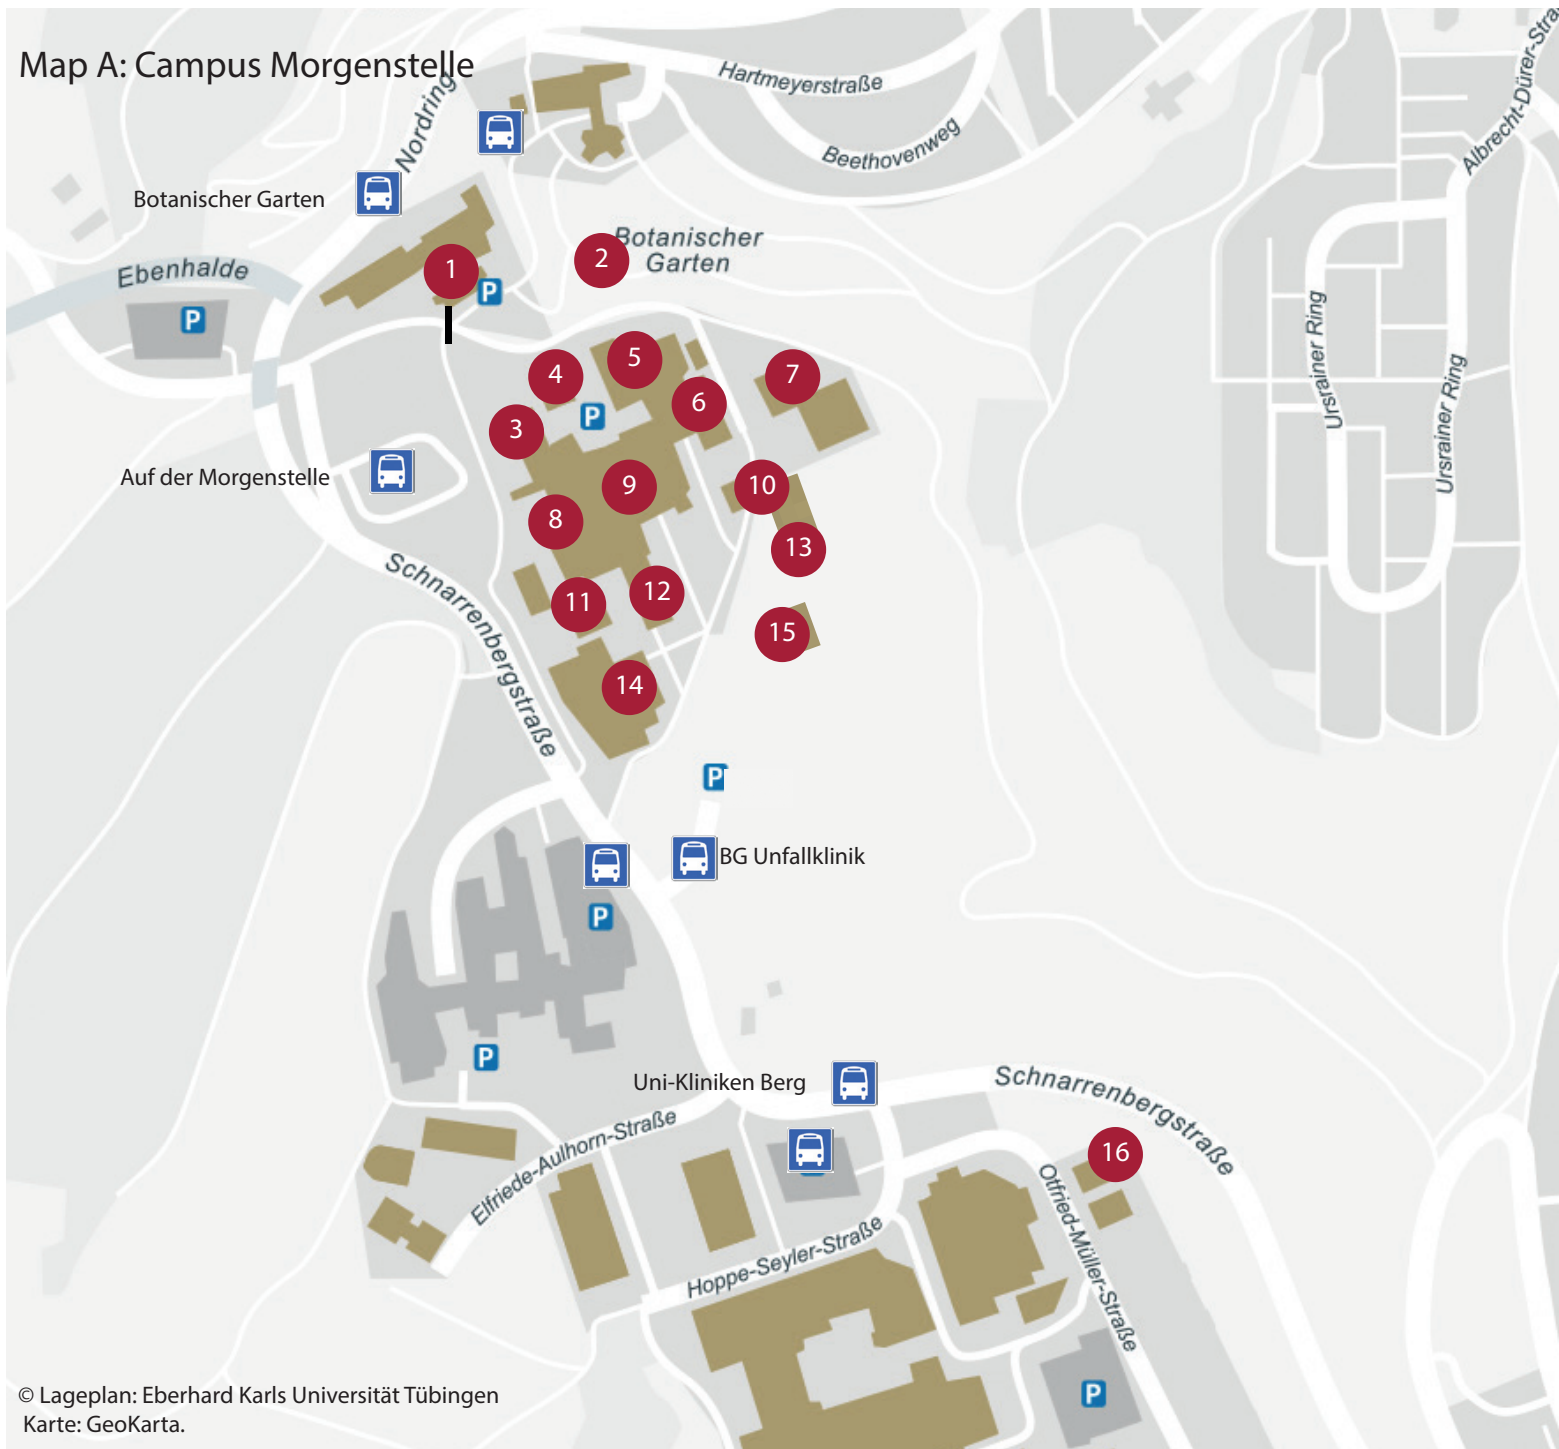 Map A: Campus Morgenstelle
Nordring
Hartmeyerstraße
Beethovenweg
Albrecht-Dürer-Stra
Botanischer Garten
Botanischer
Garten
Ebenhalde
1
2
P
P
Ursrainer Ring
Ursrainer Ring
3
4
5
6
7
P
Auf der Morgenstelle
8
9
10
13
Schnarrenbergstraße
11
12
15
14
P
BG Unfallklinik
P
P
Uni-Kliniken Berg
Schnarrenbergstraße
16
Elfriede-Aulhorn-Straße
Otfried-Müller-Straße
Hoppe-Seyler-Straße
P
© Lageplan: Eberhard Karls Universität Tübingen
Karte: GeoKarta.